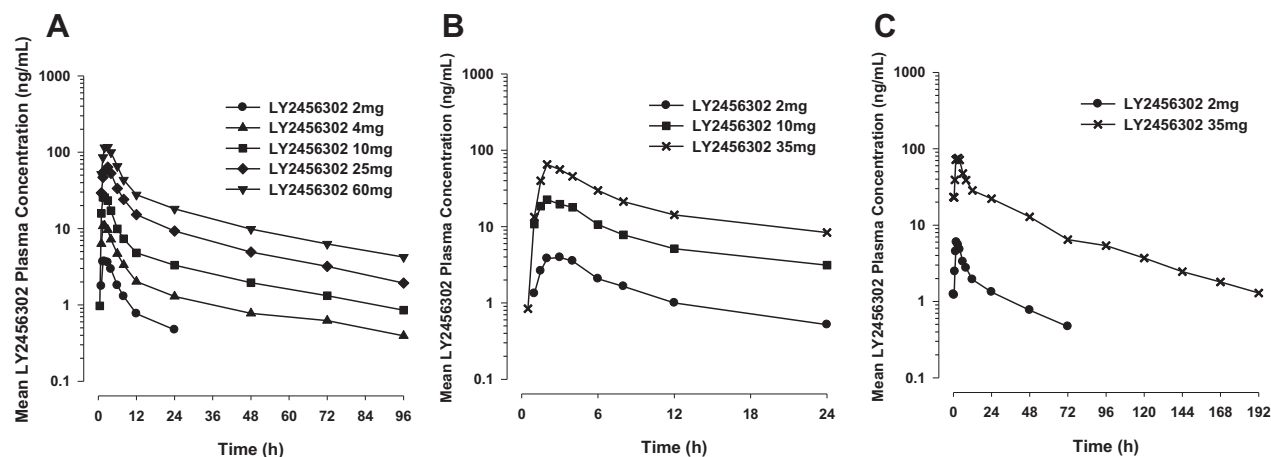 A
Mean LY2456302 Plasma Concentration (ng/mL)
1000
100
10
1
0.1
LY2456302 2mg
LY2456302 4mg
LY2456302 10mg
LY2456302 25mg
LY2456302 60mg
0 12 24 36 48 60 72 84 96
Time (h)
B
Mean LY2456302 Plasma Concentration (ng/mL)
1000
100
10
1
0.1
LY2456302 2mg
LY2456302 10mg
LY2456302 35mg
0 6 12 24
Time (h)
C
Mean LY2456302 Plasma Concentration (ng/mL)
1000
100
10
1
0.1
LY2456302 2mg
LY2456302 35mg
0 24 48 72 96 120 144 168 192
Time (h)